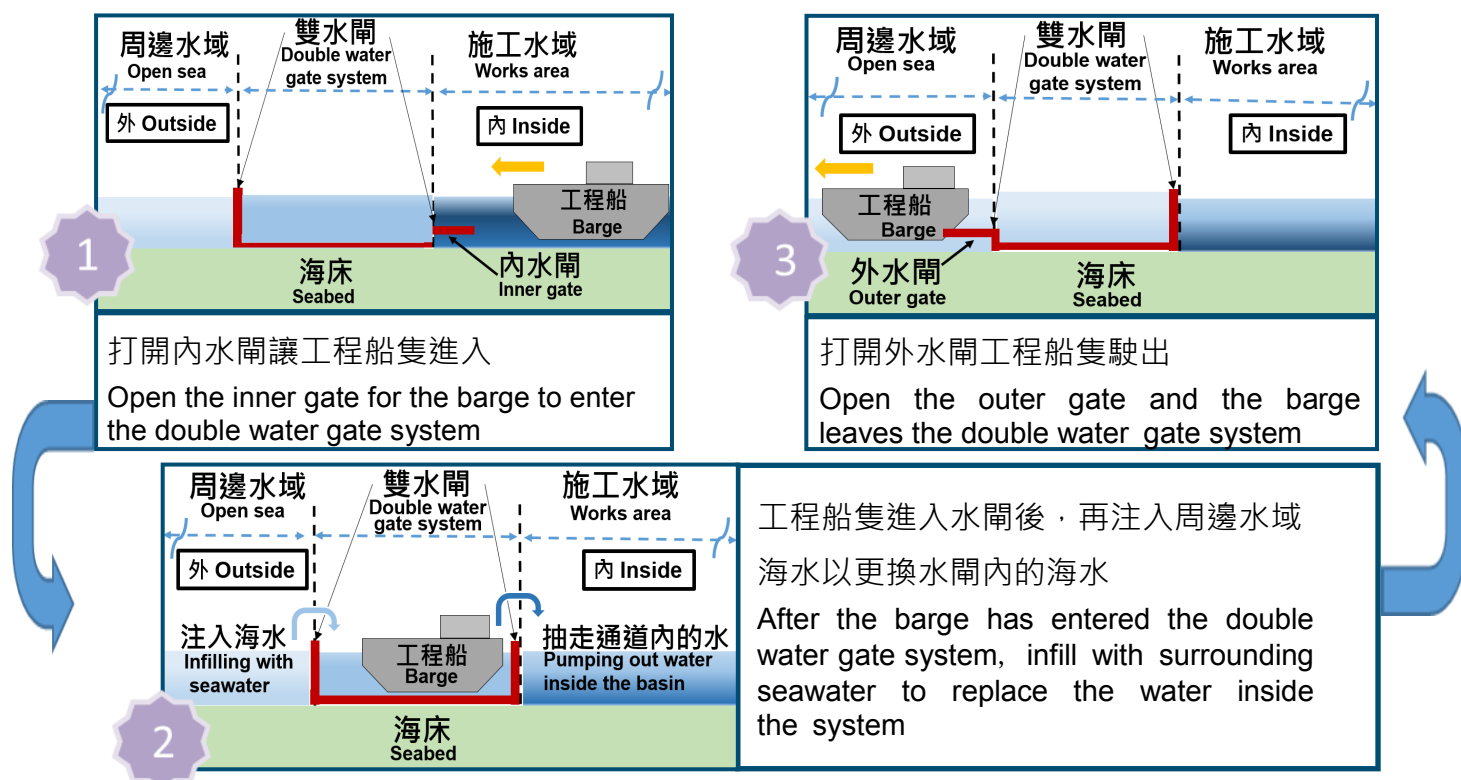 周邊水域
Open sea
雙水閘
Double water
gate system
施工水域
Works area
外 Outside
內 Inside
工程船
Barge
1
海床
Seabed
內水閘
Inner gate
打開內水閘讓工程船隻進入
Open the inner gate for the barge to enter
the double water gate system
周邊水域
Open sea
雙水閘
Double water
gate system
施工水域
Works area
外 Outside
內 Inside
注入海水
Infilling with
seawater
工程船
Barge
抽走通道內的水
Pumping out water
inside the basin
2
海床
Seabed
工程船隻進入水閘後，再注入周邊水域
海水以更換水閘內的海水
After the barge has entered the double
water gate system, infill with surrounding
seawater to replace the water inside
the system
周邊水域
Open sea
雙水閘
Double water
gate system
施工水域
Works area
外 Outside
內 Inside
工程船
Barge
3
外水閘
Outer gate
海床
Seabed
打開外水閘工程船隻駛出
Open the outer gate and the barge
leaves the double water gate system